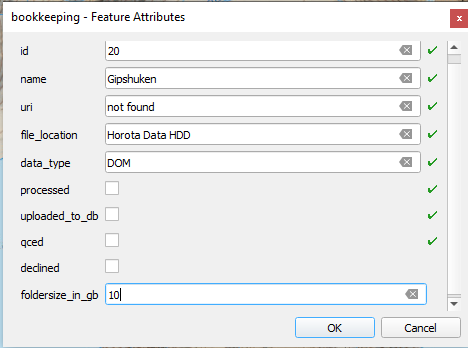 bookkeeping - Feature Attributes
id 20
name Gipshuken
uri not found
file_location Horota Data HDD
data_type DOM
processed
uploaded_to_db
qced
declined
foldersize_in_gb 10
OK Cancel